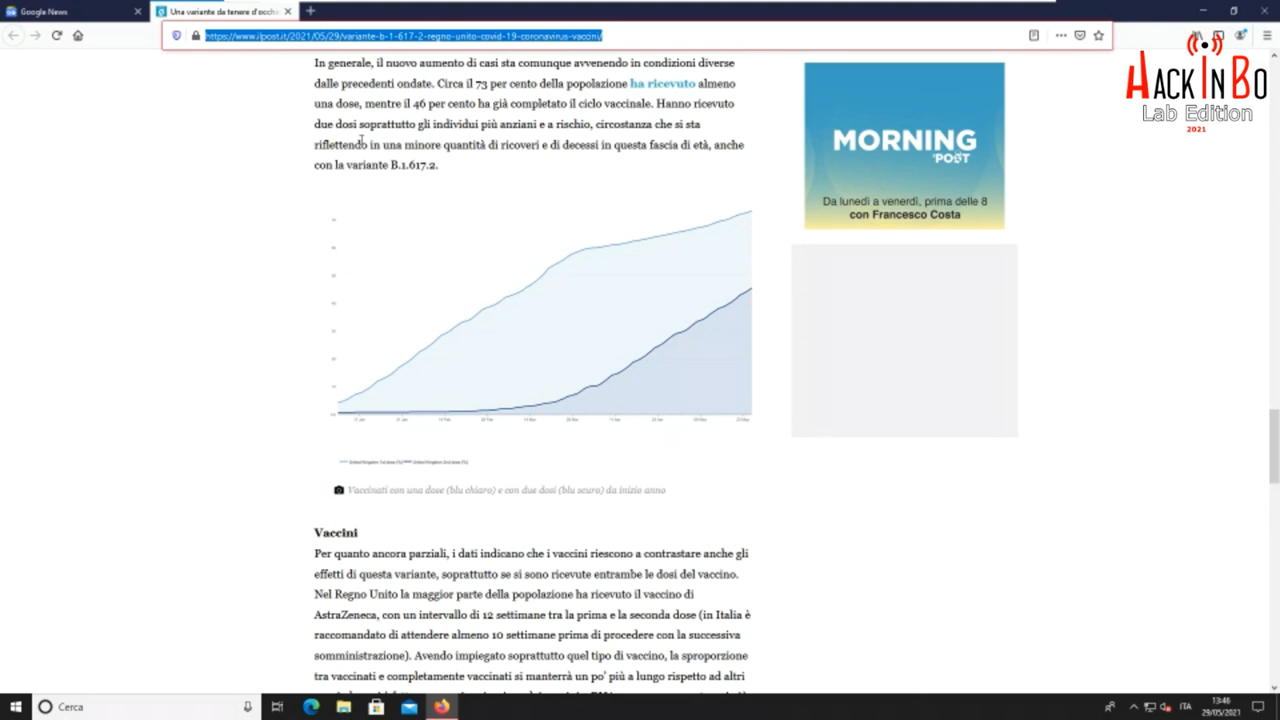 Google News
Una variante da tenere d'occhi
https://www.ilpost.it/2021/05/29/variante-b-1-617-2-regno-unito-covid-19-coronavirus-vaccini/
HACKINBO
Lab Edition
2021
In generale, il nuovo aumento di casi sta comunque avvenendo in condizioni diverse
dalle precedenti ondate. Circa il 73 per cento della popolazione ha ricevuto almeno
una dose, mentre il 46 per cento ha già completato il ciclo vaccinale. Hanno ricevuto
due dosi soprattutto gli individui più anziani e a rischio, circostanza che si sta
riflettendo in una minore quantità di ricoveri e di decessi in questa fascia di età, anche
con la variante B.1.617.2.
MORNING
POST
Da lunedì a venerdì, prima delle 8
con Francesco Costa
United Kingdom 1st dose (%) United Kingdom 2nd dose (%)
Vaccinati con una dose (blu chiaro) e con due dosi (blu scuro) da inizio anno
Vaccini
Per quanto ancora parziali, i dati indicano che i vaccini riescono a contrastare anche gli
effetti di questa variante, soprattutto se si sono ricevute entrambe le dosi del vaccino.
Nel Regno Unito la maggior parte della popolazione ha ricevuto il vaccino di
AstraZeneca, con un intervallo di 12 settimane tra la prima e la seconda dose (in Italia è
raccomandato di attendere almeno 10 settimane prima di procedere con la successiva
somministrazione). Avendo impiegato soprattutto quel tipo di vaccino, la sproporzione
tra vaccinati e completamente vaccinati si manterrà un po' più a lungo rispetto ad altri
Cerca
ITA
13:46
29/05/2021